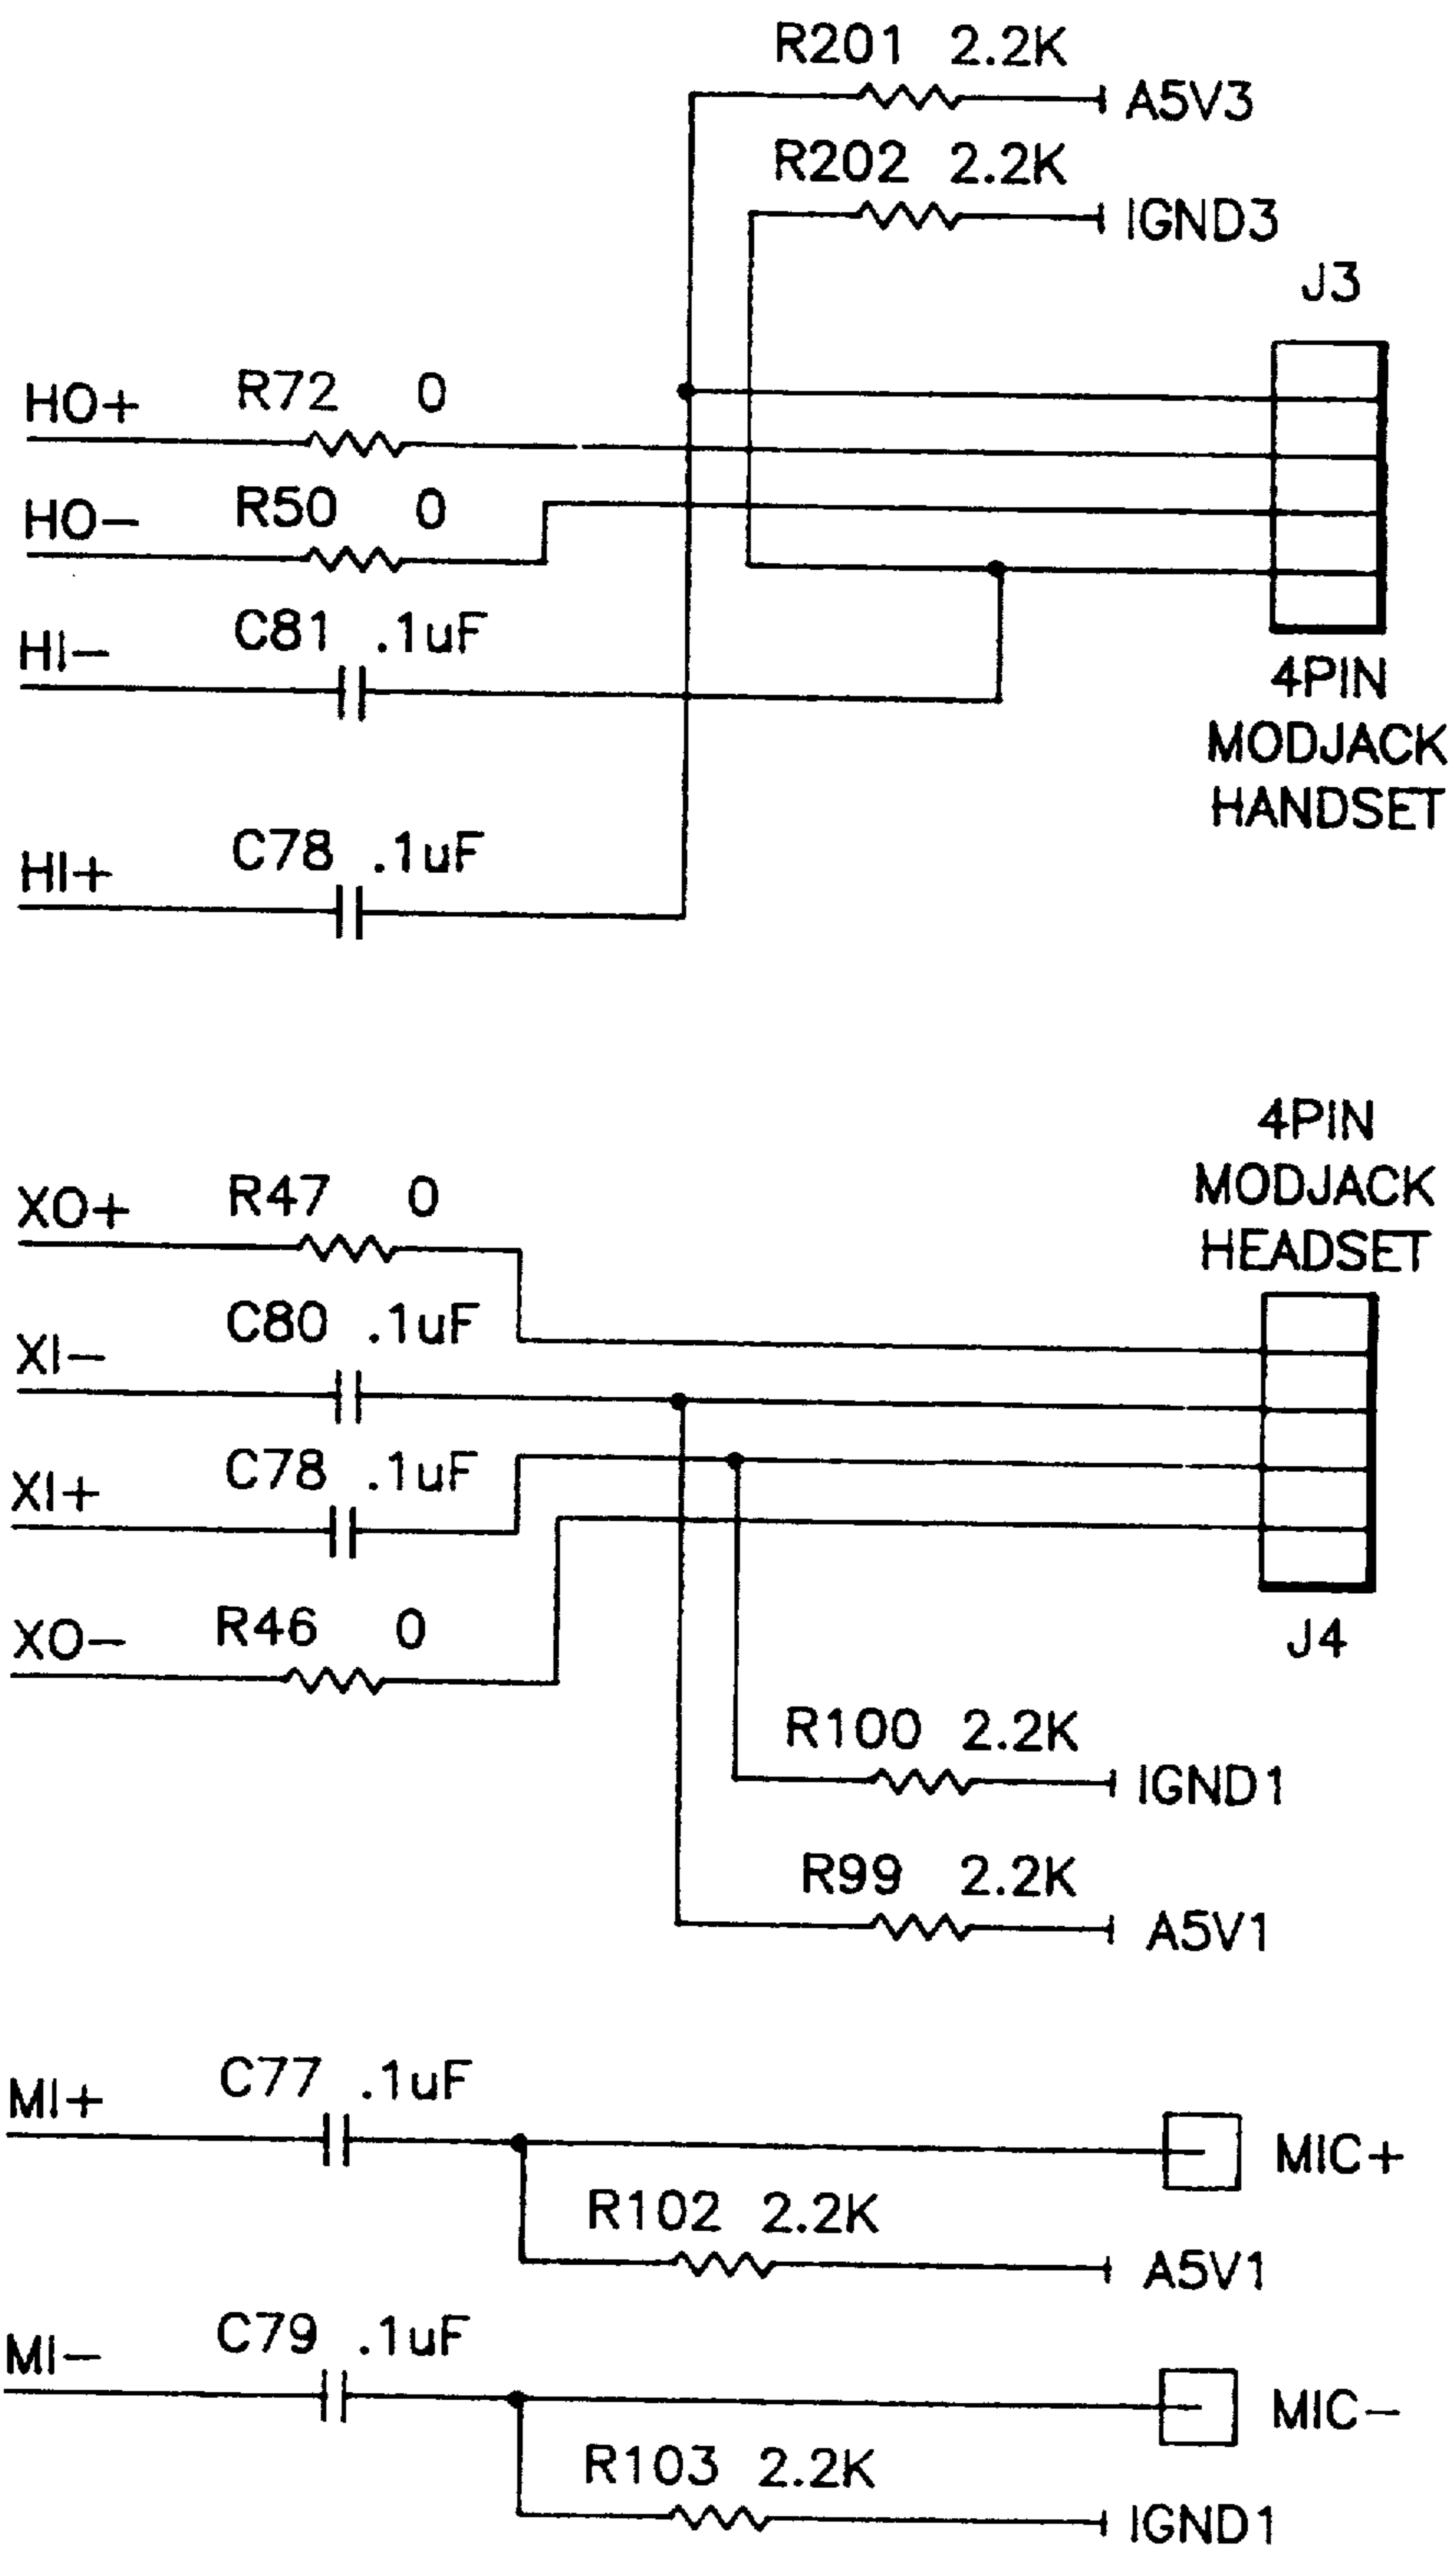 R201 2.2K
A5V3
R202 2.2K
IGND3
J3
HO+ R72 0
HO- R50 0
HI- C81 .1uF
4PIN
MODJACK
HANDSET
HI+ C78 .1uF
4PIN
MODJACK
HEADSET
XO+ R47 0
XI- C80 .1uF
XI+ C78 .1uF
XO- R46 0
J4
R100 2.2K
IGND1
R99 2.2K
A5V1
MI+ C77 .1uF
MIC+
R102 2.2K
A5V1
MI- C79 .1uF
MIC-
R103 2.2K
IGND1